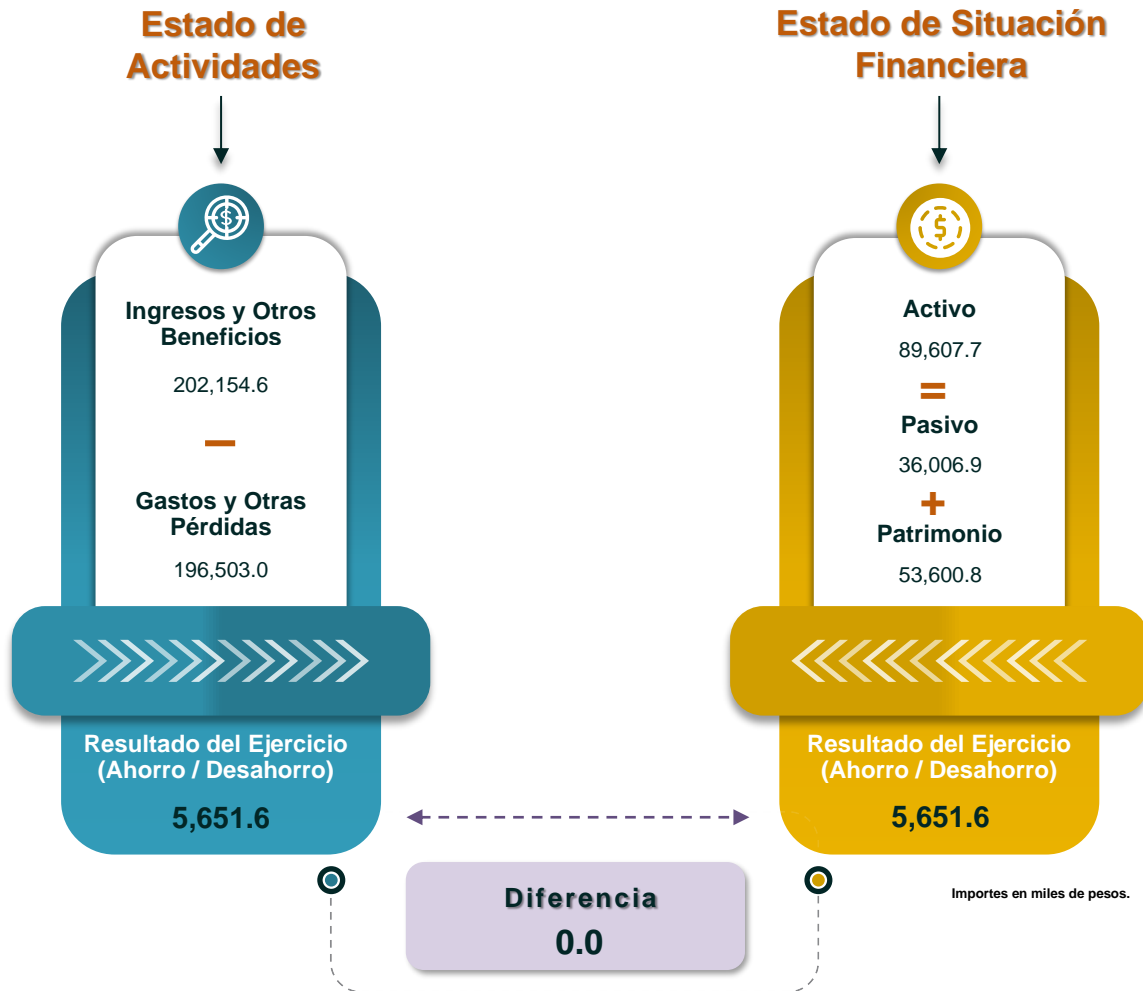 Estado de
Actividades
Ingresos y Otros
Beneficios
202,154.6
–
Gastos y Otras
Pérdidas
196,503.0
Resultado del Ejercicio
(Ahorro / Desahorro)
5,651.6
Estado de Situación
Financiera
Activo
89,607.7
=
Pasivo
36,006.9
+
Patrimonio
53,600.8
Resultado del Ejercicio
(Ahorro / Desahorro)
5,651.6
Diferencia
0.0
Importes en miles de pesos.